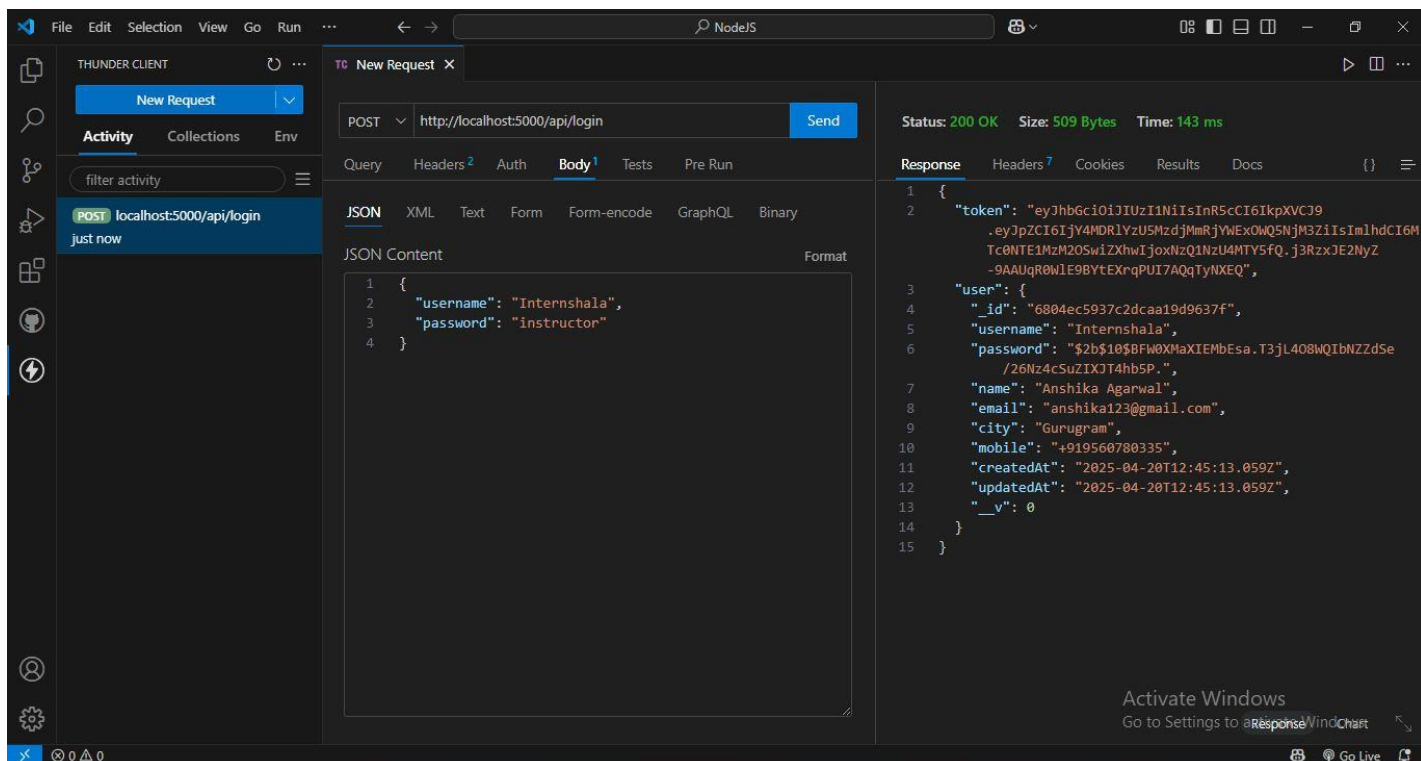 File Edit Selection View Go Run ... NodeJS
THUNDER CLIENT
New Request
Activity Collections Env
filter activity
POST localhost:5000/api/login
just now
TC New Request
POST http://localhost:5000/api/login Send
Query Headers 2 Auth Body 1 Tests Pre Run
JSON XML Text Form Form-encode GraphQL Binary
JSON Content Format
1 {
2 "username": "Internshala",
3 "password": "instructor"
4 }
Status: 200 OK Size: 509 Bytes Time: 143 ms
Response Headers 7 Cookies Results Docs {}
1 {
2 "token": "eyJhbGciOiJIUzI1NiIsInR5cCI6IkpXVCJ9
.eyJpZCI6IjY4MDRlYzU5MzdjMmRjYWExOWQ5NjM3ZiIsImlhdCI6M
Tc0NTE1MzM2OSwiZXhwIjoxNzQ1NzU4MTY5fQ.j3RzxJE2NyZ
-9AAUqR0WlE9BYtEXrqPUI7AQqTyNXEQ",
3 "user": {
4 "_id": "6804ec5937c2dcaa19d9637f",
5 "username": "Internshala",
6 "password": "$2b$10$BFW0XMaXIEMbEsa.T3jL4O8WQIbNZZdSe
/26Nz4cSuZIXJT4hb5P.",
7 "name": "Anshika Agarwal",
8 "email": "anshika123@gmail.com",
9 "city": "Gurugram",
10 "mobile": "+919560780335",
11 "createdAt": "2025-04-20T12:45:13.059Z",
12 "updatedAt": "2025-04-20T12:45:13.059Z",
13 "__v": 0
14 }
15 }
Activate Windows
Go to Settings to activate Windows.
Response Chart
0 0 Go Live